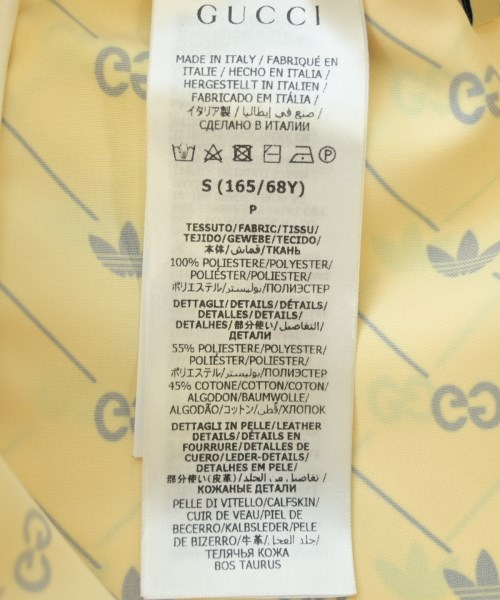 GUCCI
MADE IN ITALY / FABRIQUÉ EN
ITALIE / HECHO EN ITALIA /
HERGESTELLT IN ITALIEN /
FABRICADO EM ITÁLIA /
イタリア製 / صنع في إيطاليا /
СДЕЛАНО В ИТАЛИИ
S (165/68Y)
P
TESSUTO/FABRIC/TISSU/
TEJIDO/GEWEBE/TECIDO/
本体/قماش/ТКАНЬ
100% POLIESTERE/POLYESTER/
POLIÉSTER/POLYESTER/
ポリエステル/بوليستر/ПОЛИЭСТЕР
DETTAGLI/DETAILS/DÉTAILS/
DETALLES/DETAILS/
DETALHES/部分使い/التفاصيل/
ДЕТАЛИ
55% POLIESTERE/POLYESTER/
POLIÉSTER/POLYESTER/
ポリエステル/بوليستر/ПОЛИЭСТЕР
45% COTONE/COTTON/COTON/
ALGODON/BAUMWOLLE/
ALGODÃO/コットン/قطن/ХЛОПОК
DETTAGLI IN PELLE/LEATHER
DETAILS/DÉTAILS EN
FOURRURE/DETALLES DE
CUERO/LEDER-DETAILS/
DETALHES EM PELE/
部分使い(皮革)/تفاصيل من الجلد/
КОЖАНЫЕ ДЕТАЛИ
PELLE DI VITELLO/CALFSKIN/
CUIR DE VEAU/PIEL DE
BECERRO/KALBSLEDER/PELE
DE BIZERRO/牛革/جلد العجل/
ТЕЛЯЧЬЯ КОЖА
BOS TAURUS